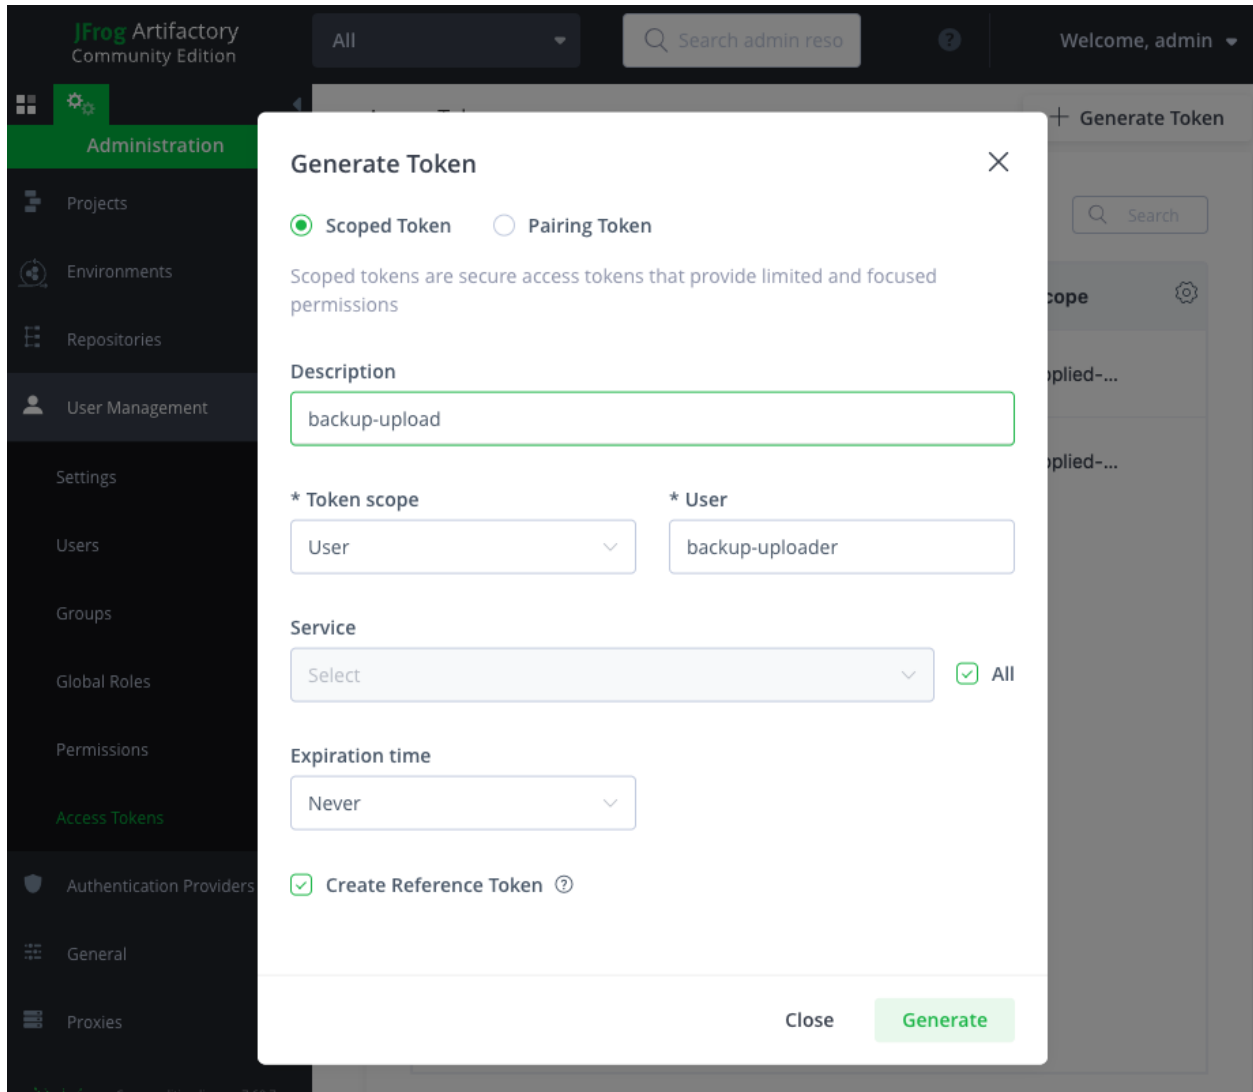 JFrog Artifactory
Community Edition
All
Search admin reso
Welcome, admin
Administration
Generate Token
Projects
Environments
Repositories
User Management
Settings
Users
Groups
Global Roles
Permissions
Access Tokens
Authentication Providers
General
Proxies
Search
cope
pplied-...
pplied-...
Generate Token
Scoped Token
Pairing Token
Scoped tokens are secure access tokens that provide limited and focused
permissions
Description
backup-upload
* Token scope
* User
User
backup-uploader
Service
Select
All
Expiration time
Never
Create Reference Token
Close
Generate